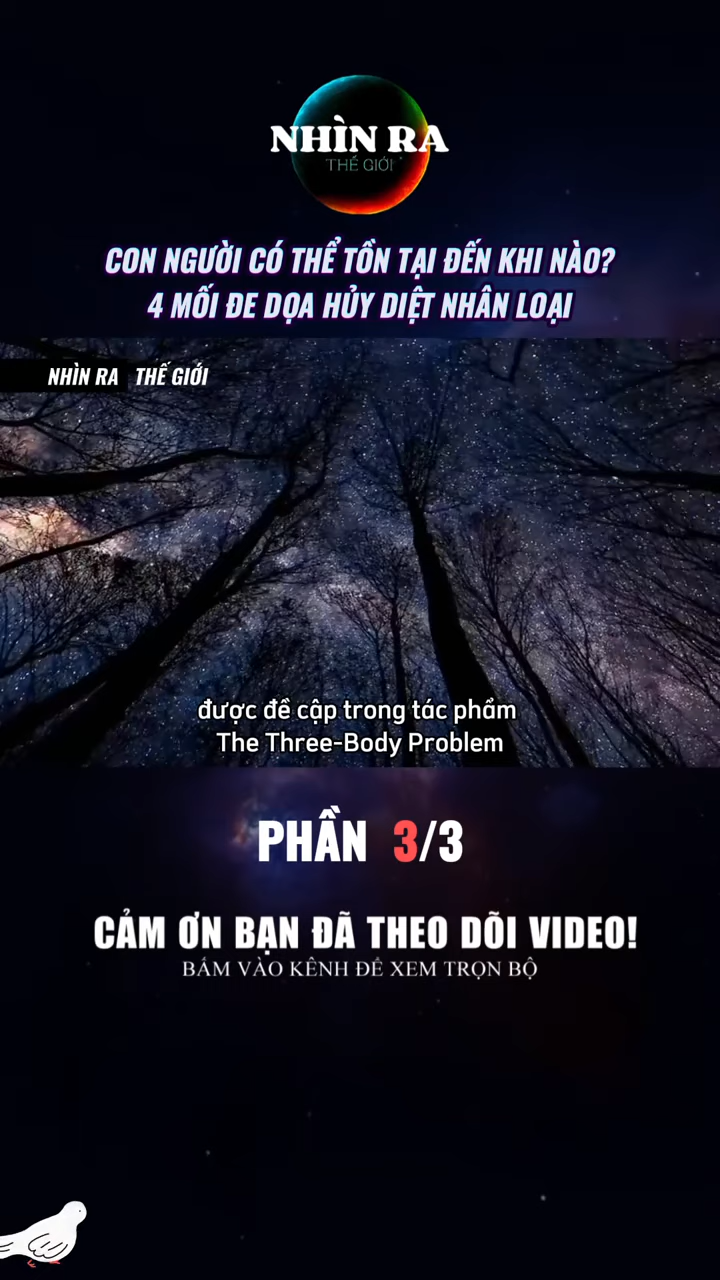 NHÌN RA
THẾ GIỚI
CON NGƯỜI CÓ THỂ TỒN TẠI ĐẾN KHI NÀO?
4 MỐI ĐE DỌA HỦY DIỆT NHÂN LOẠI
NHÌN RA THẾ GIỚI
được đề cập trong tác phẩm
The Three-Body Problem
PHẦN 3/3
CẢM ƠN BẠN ĐÃ THEO DÕI VIDEO!
BẤM VÀO KÊNH ĐỂ XEM TRỌN BỘ